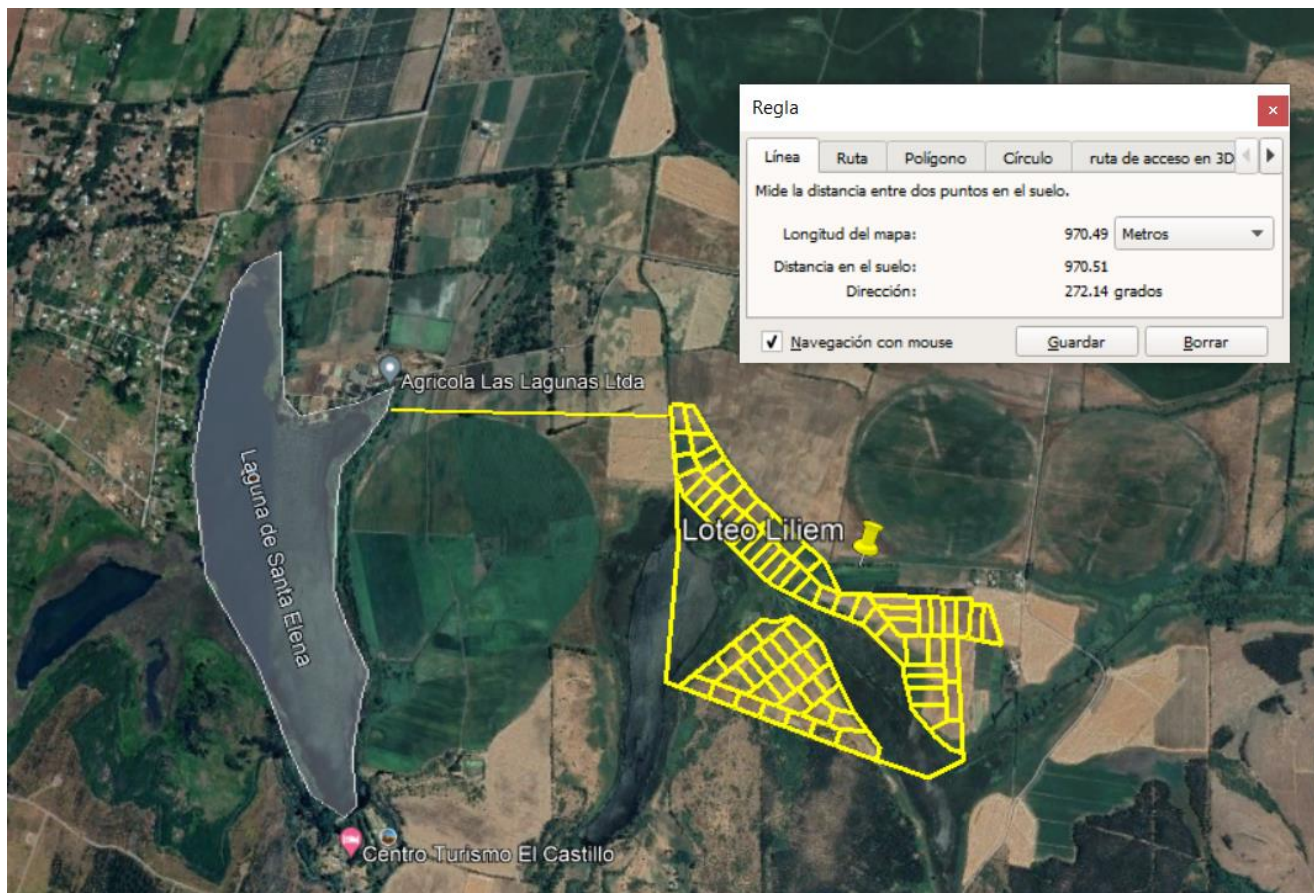 Regla
Línea
Ruta
Polígono
Círculo
ruta de acceso en 3D
Mide la distancia entre dos puntos en el suelo.
Longitud del mapa: 970.49 Metros
Distancia en el suelo: 970.51
Dirección: 272.14 grados
Navegación con mouse
Guardar
Borrar
Agricola Las Lagunas Ltda
Laguna de Santa Elena
Loteo Liliem
Centro Turismo El Castillo